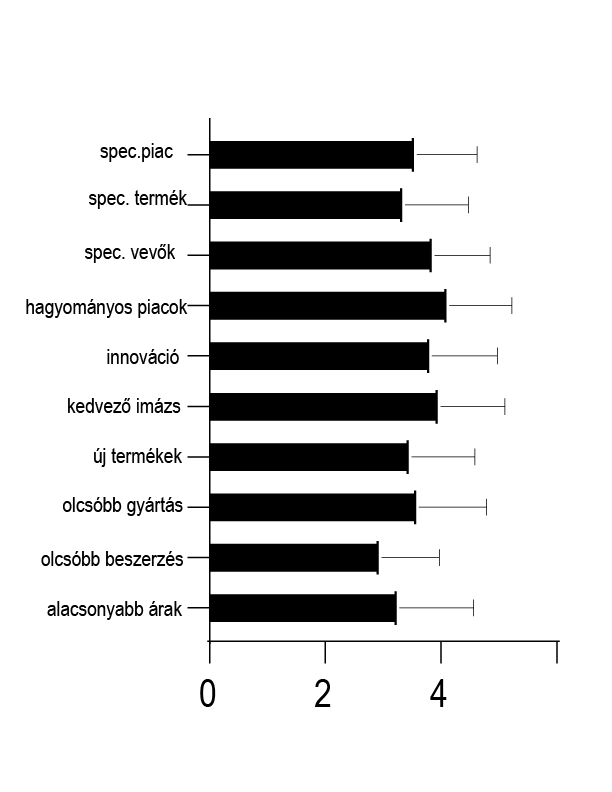 spec.piac
spec. termék
spec. vevők
hagyományos piacok
innováció
kedvező imázs
új termékek
olcsóbb gyártás
olcsóbb beszerzés
alacsonyabb árak
0 2 4